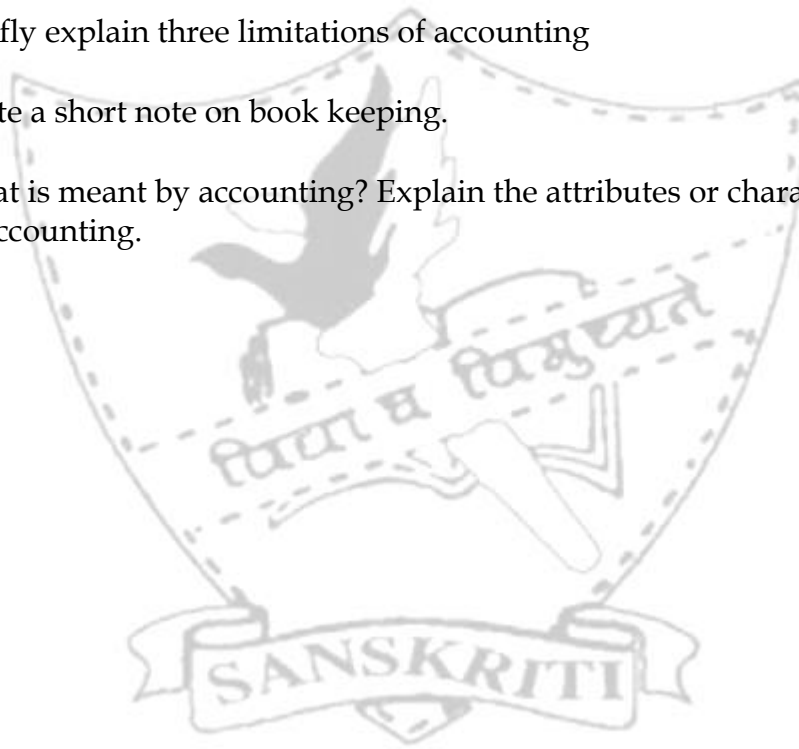 fly explain three limitations of accounting
te a short note on book keeping.
at is meant by accounting? Explain the attributes or chara
ccounting.
विद्या च विमुच्यते
SANSKRITI